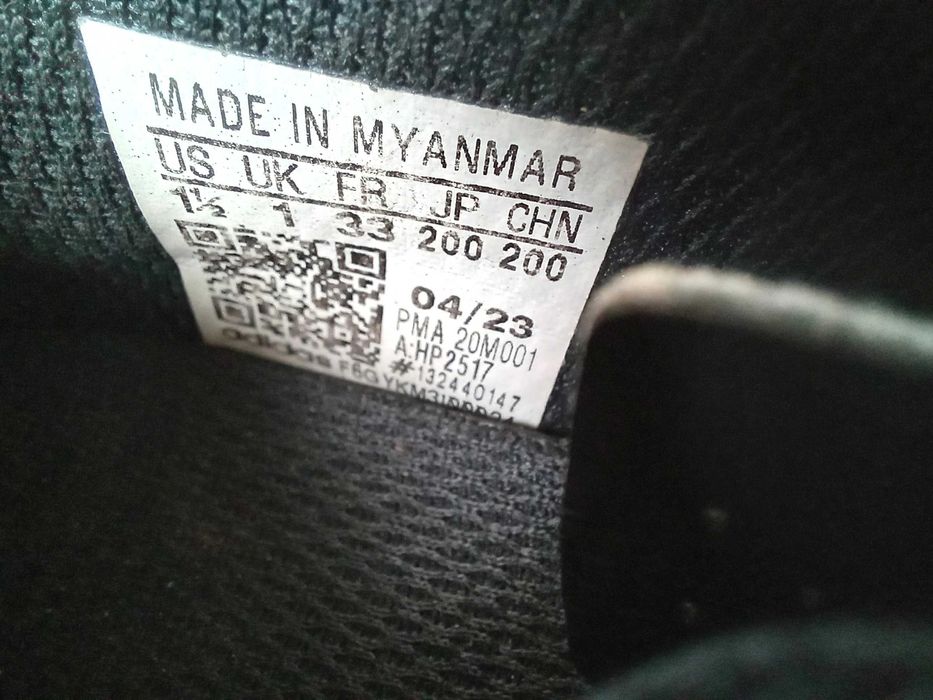 MADE IN MYANMAR
US UK FR JP CHN
1½ 1 33 200 200
04/23
PMA 20M001
A:HP2517
#132440147
adidas